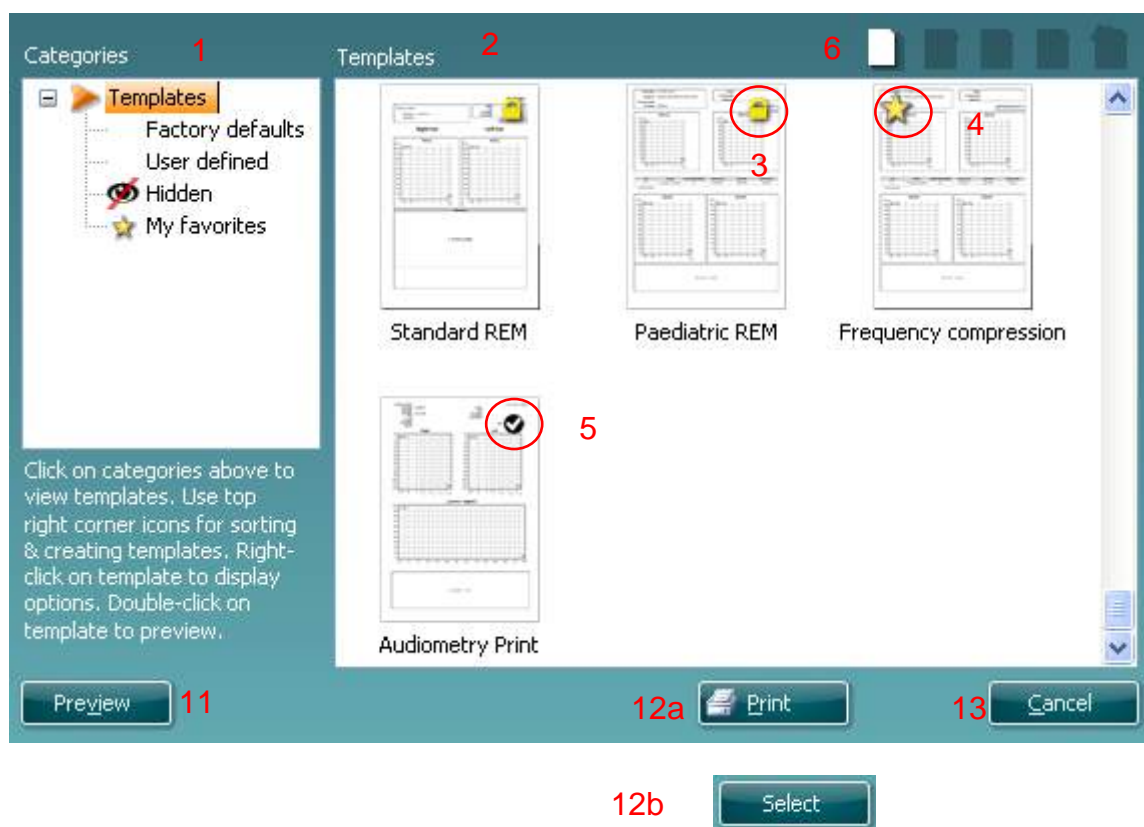 Categories 1
Templates 2
6
Templates
Factory defaults
User defined
Hidden
My favorites
3
4
Standard REM
Paediatric REM
Frequency compression
5
Audiometry Print
Click on categories above to
view templates. Use top
right corner icons for sorting
& creating templates. Right-
click on template to display
options. Double-click on
template to preview.
Preview 11
12a Print
13 Cancel
12b Select